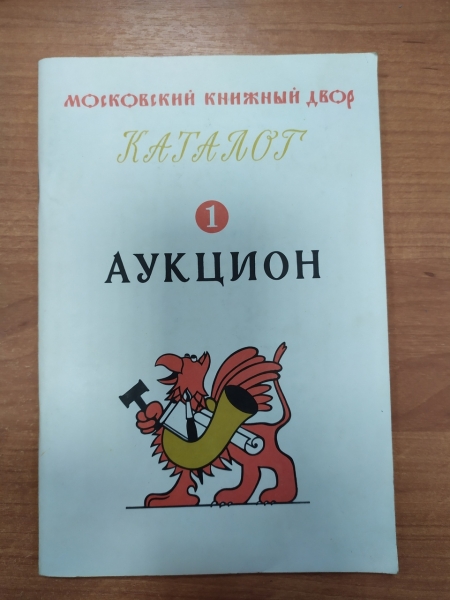 МОСКОВСКИЙ КНИЖНЫЙ ДВОР
КАТАЛОГ
1
АУКЦИОН